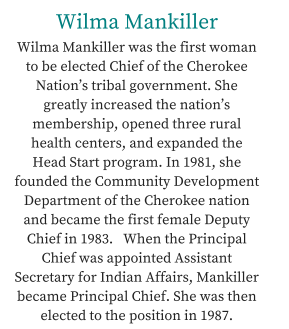 Wilma Mankiller
Wilma Mankiller was the first woman
to be elected Chief of the Cherokee
Nation’s tribal government. She
greatly increased the nation’s
membership, opened three rural
health centers, and expanded the
Head Start program. In 1981, she
founded the Community Development
Department of the Cherokee nation
and became the first female Deputy
Chief in 1983.   When the Principal
Chief was appointed Assistant
Secretary for Indian Affairs, Mankiller
became Principal Chief. She was then
elected to the position in 1987.